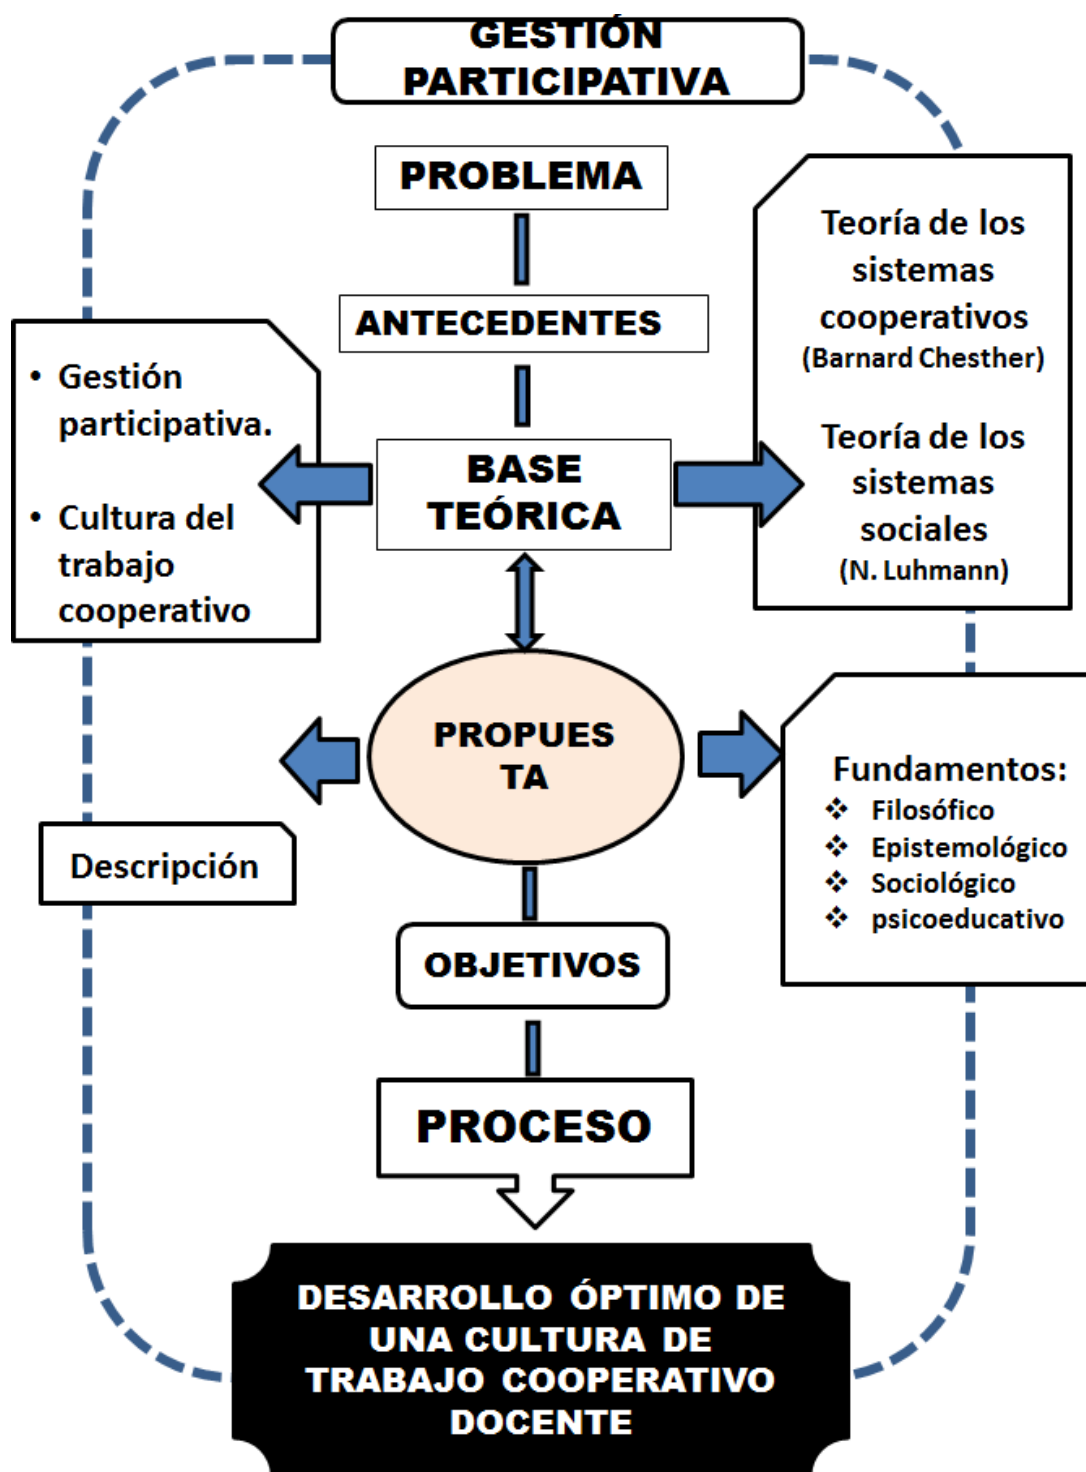 GESTIÓN
PARTICIPATIVA
PROBLEMA
ANTECEDENTES
BASE
TEÓRICA
• Gestión
participativa.
• Cultura del
trabajo
cooperativo
Teoría de los
sistemas
cooperativos
(Barnard Chesther)
Teoría de los
sistemas
sociales
(N. Luhmann)
PROPUES
TA
Descripción
Fundamentos:
❖ Filosófico
❖ Epistemológico
❖ Sociológico
❖ psicoeducativo
OBJETIVOS
PROCESO
DESARROLLO ÓPTIMO DE
UNA CULTURA DE
TRABAJO COOPERATIVO
DOCENTE